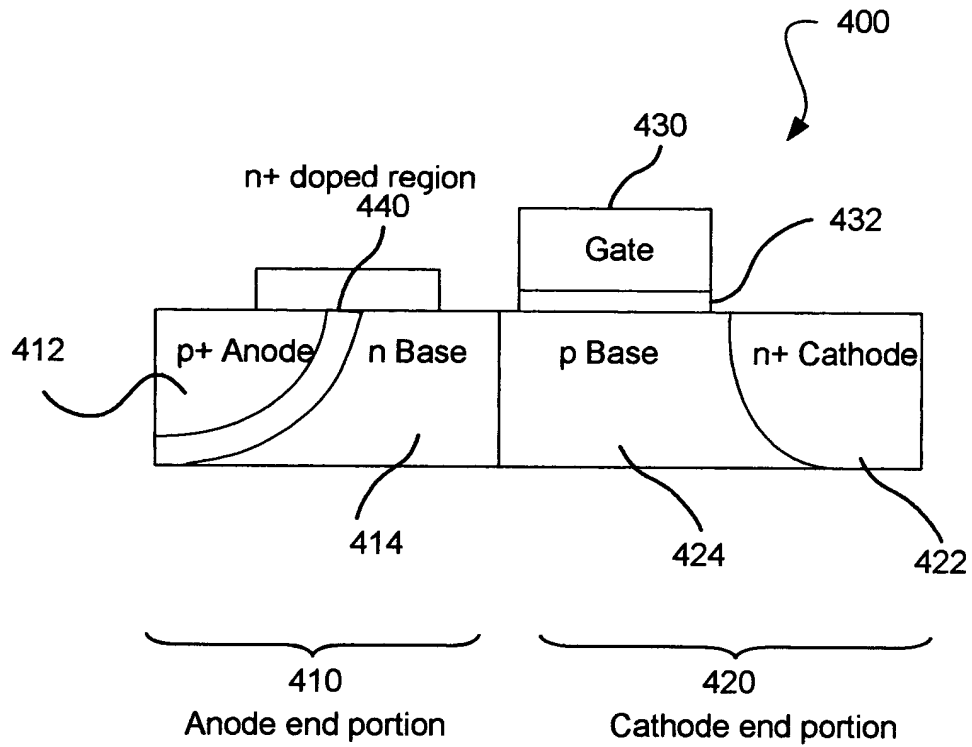 400
430
n+ doped region
440
432
Gate
412
p+ Anode
n Base
p Base
n+ Cathode
414
424
422
410
420
Anode end portion
Cathode end portion